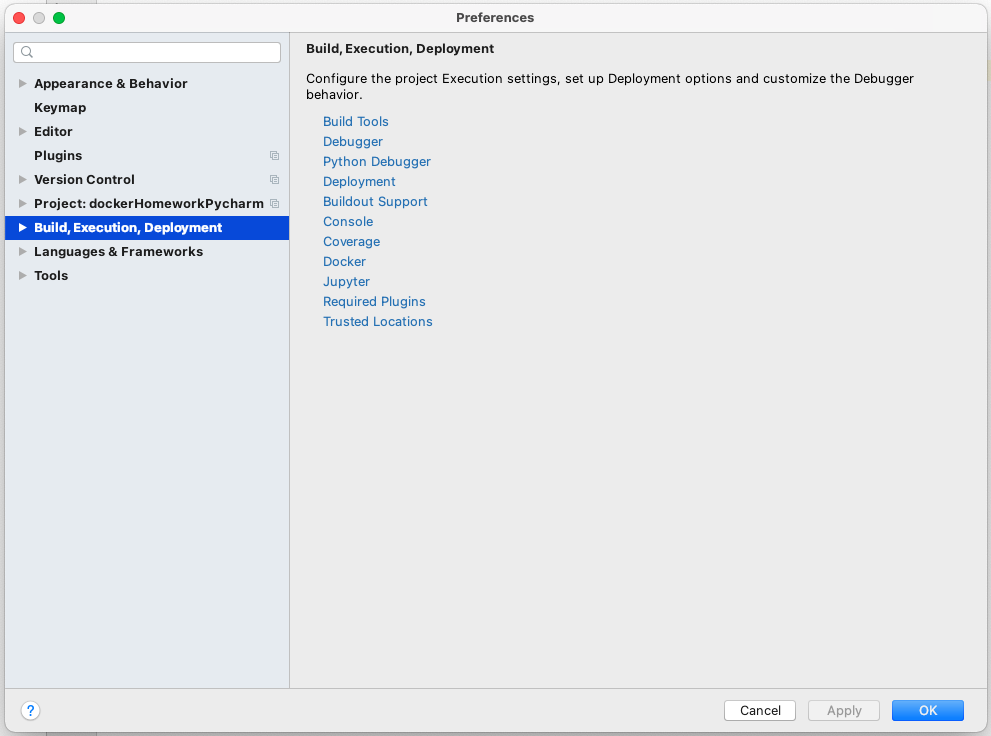 Preferences
Appearance & Behavior
Keymap
Editor
Plugins
Version Control
Project: dockerHomeworkPycharm
Build, Execution, Deployment
Languages & Frameworks
Tools
Build, Execution, Deployment
Configure the project Execution settings, set up Deployment options and customize the Debugger
behavior.
Build Tools
Debugger
Python Debugger
Deployment
Buildout Support
Console
Coverage
Docker
Jupyter
Required Plugins
Trusted Locations
?
Cancel
Apply
OK